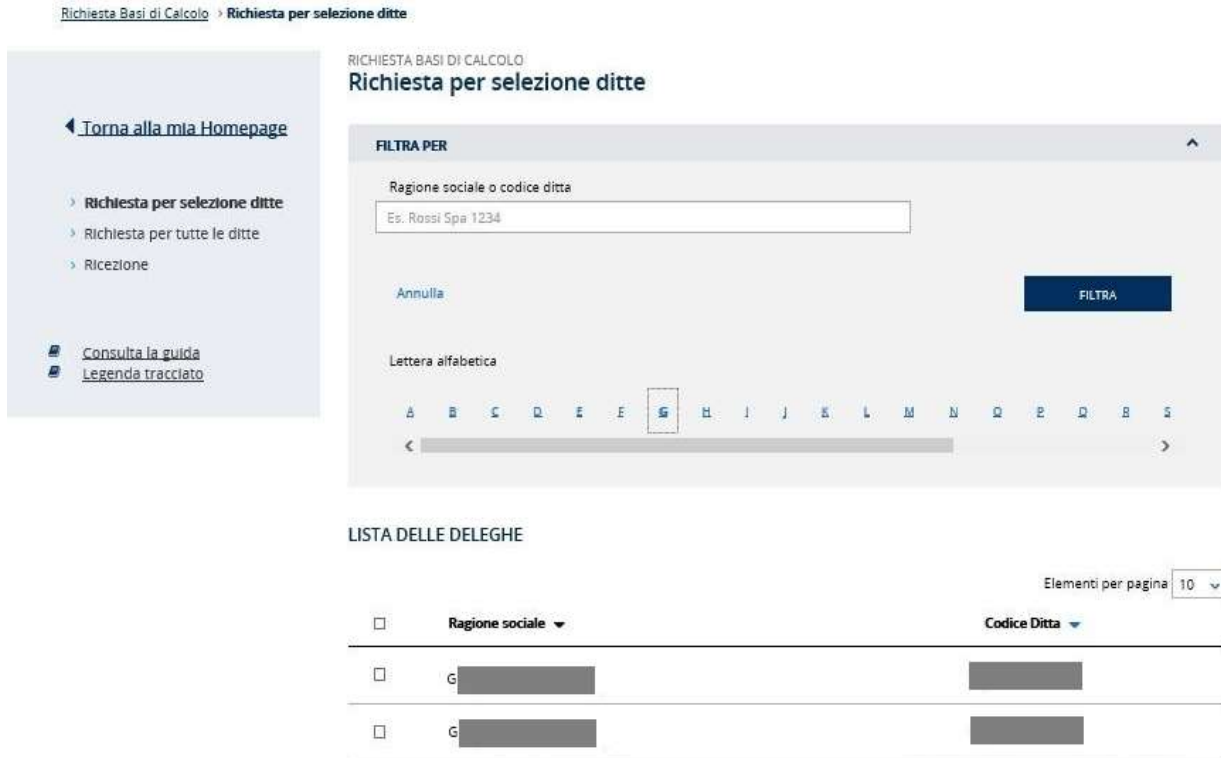 Richiesta Basi di Calcolo › Richiesta per selezione ditte
RICHIESTA BASI DI CALCOLO
Richiesta per selezione ditte
Torna alla mia Homepage
Richiesta per selezione ditte
Richiesta per tutte le ditte
Ricezione
Consulta la guida
Legenda tracciato
FILTRA PER
Ragione sociale o codice ditta
Es. Rossi Spa 1234
Annulla
FILTRA
Lettera alfabetica
A B C D E F G H I J K L M N O P Q R S
LISTA DELLE DELEGHE
Elementi per pagina 10
Ragione sociale Codice Ditta
G
G